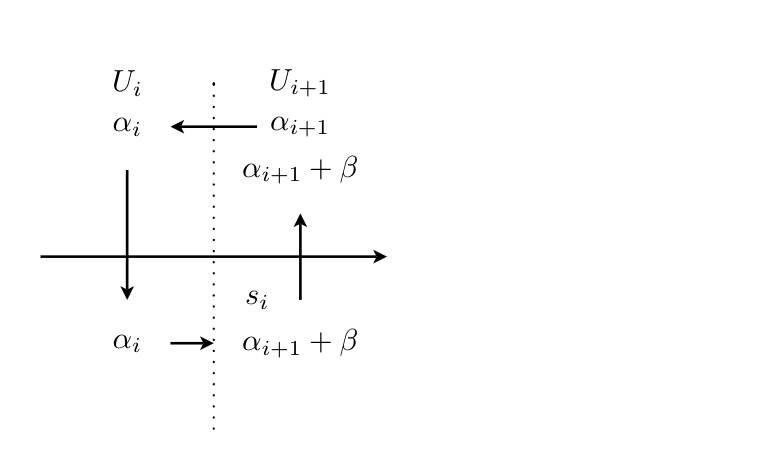 U_i U_{i+1}
α_i α_{i+1}
α_{i+1} + β
s_i
α_i α_{i+1} + β